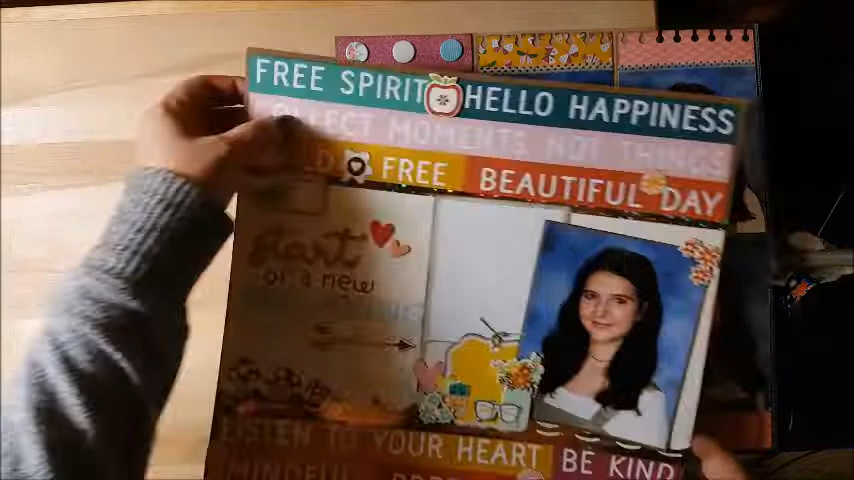 FREE SPIRIT HELLO HAPPINESS
COLLECT MOMENTS NOT THINGS
FREE BEAUTIFUL DAY
start
of a new
LISTEN TO YOUR HEART BE KIND
MINDFUL